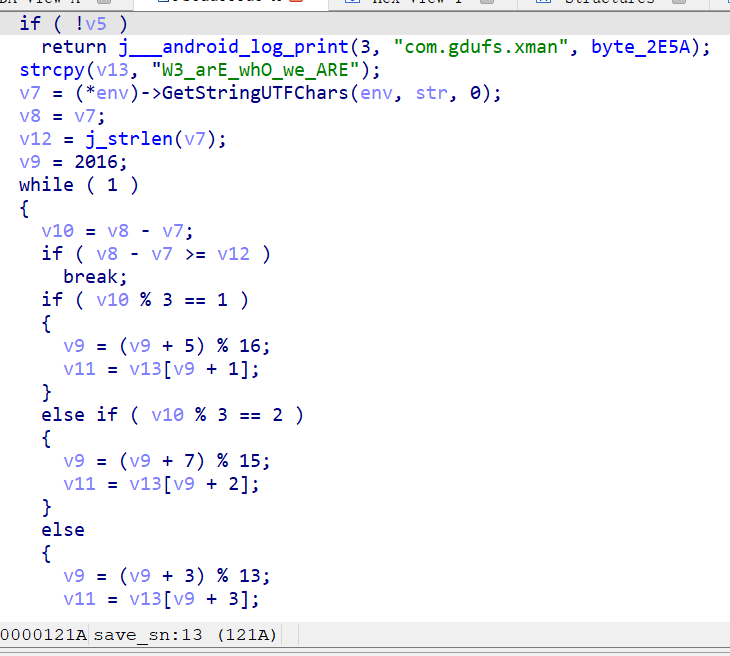 if ( !v5 )
return j___android_log_print(3, "com.gdufs.xman", byte_2E5A);
strcpy(v13, "W3_arE_whO_we_ARE");
v7 = (*env)->GetStringUTFChars(env, str, 0);
v8 = v7;
v12 = j_strlen(v7);
v9 = 2016;
while ( 1 )
{
v10 = v8 - v7;
if ( v8 - v7 >= v12 )
break;
if ( v10 % 3 == 1 )
{
v9 = (v9 + 5) % 16;
v11 = v13[v9 + 1];
}
else if ( v10 % 3 == 2 )
{
v9 = (v9 + 7) % 15;
v11 = v13[v9 + 2];
}
else
{
v9 = (v9 + 3) % 13;
v11 = v13[v9 + 3];
0000121A save_sn:13 (121A)